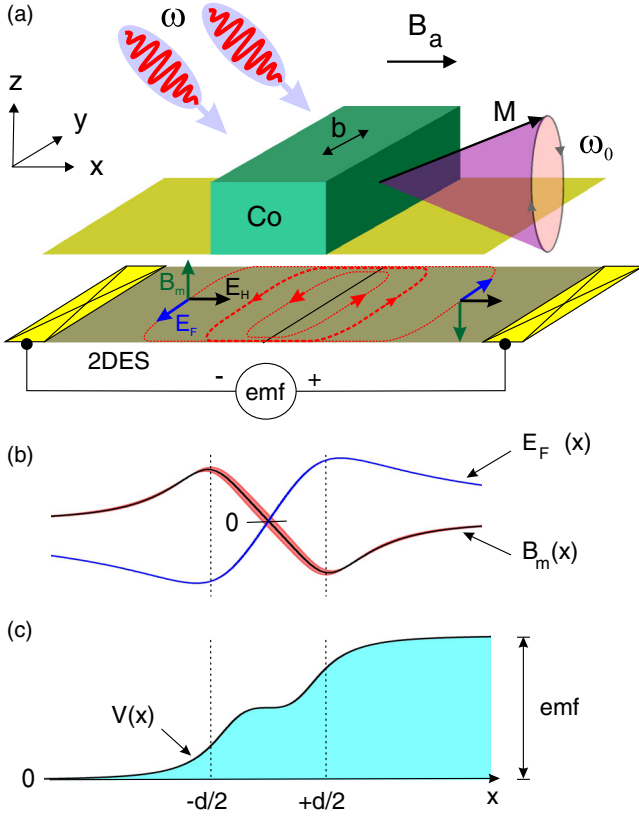 (a)
ω
B_a
z
y
x
b
M
ω_0
Co
B_m
E_H
E_F
2DES
- emf +
(b)
E_F (x)
0
B_m(x)
(c)
V(x)
emf
0
-d/2 +d/2 x